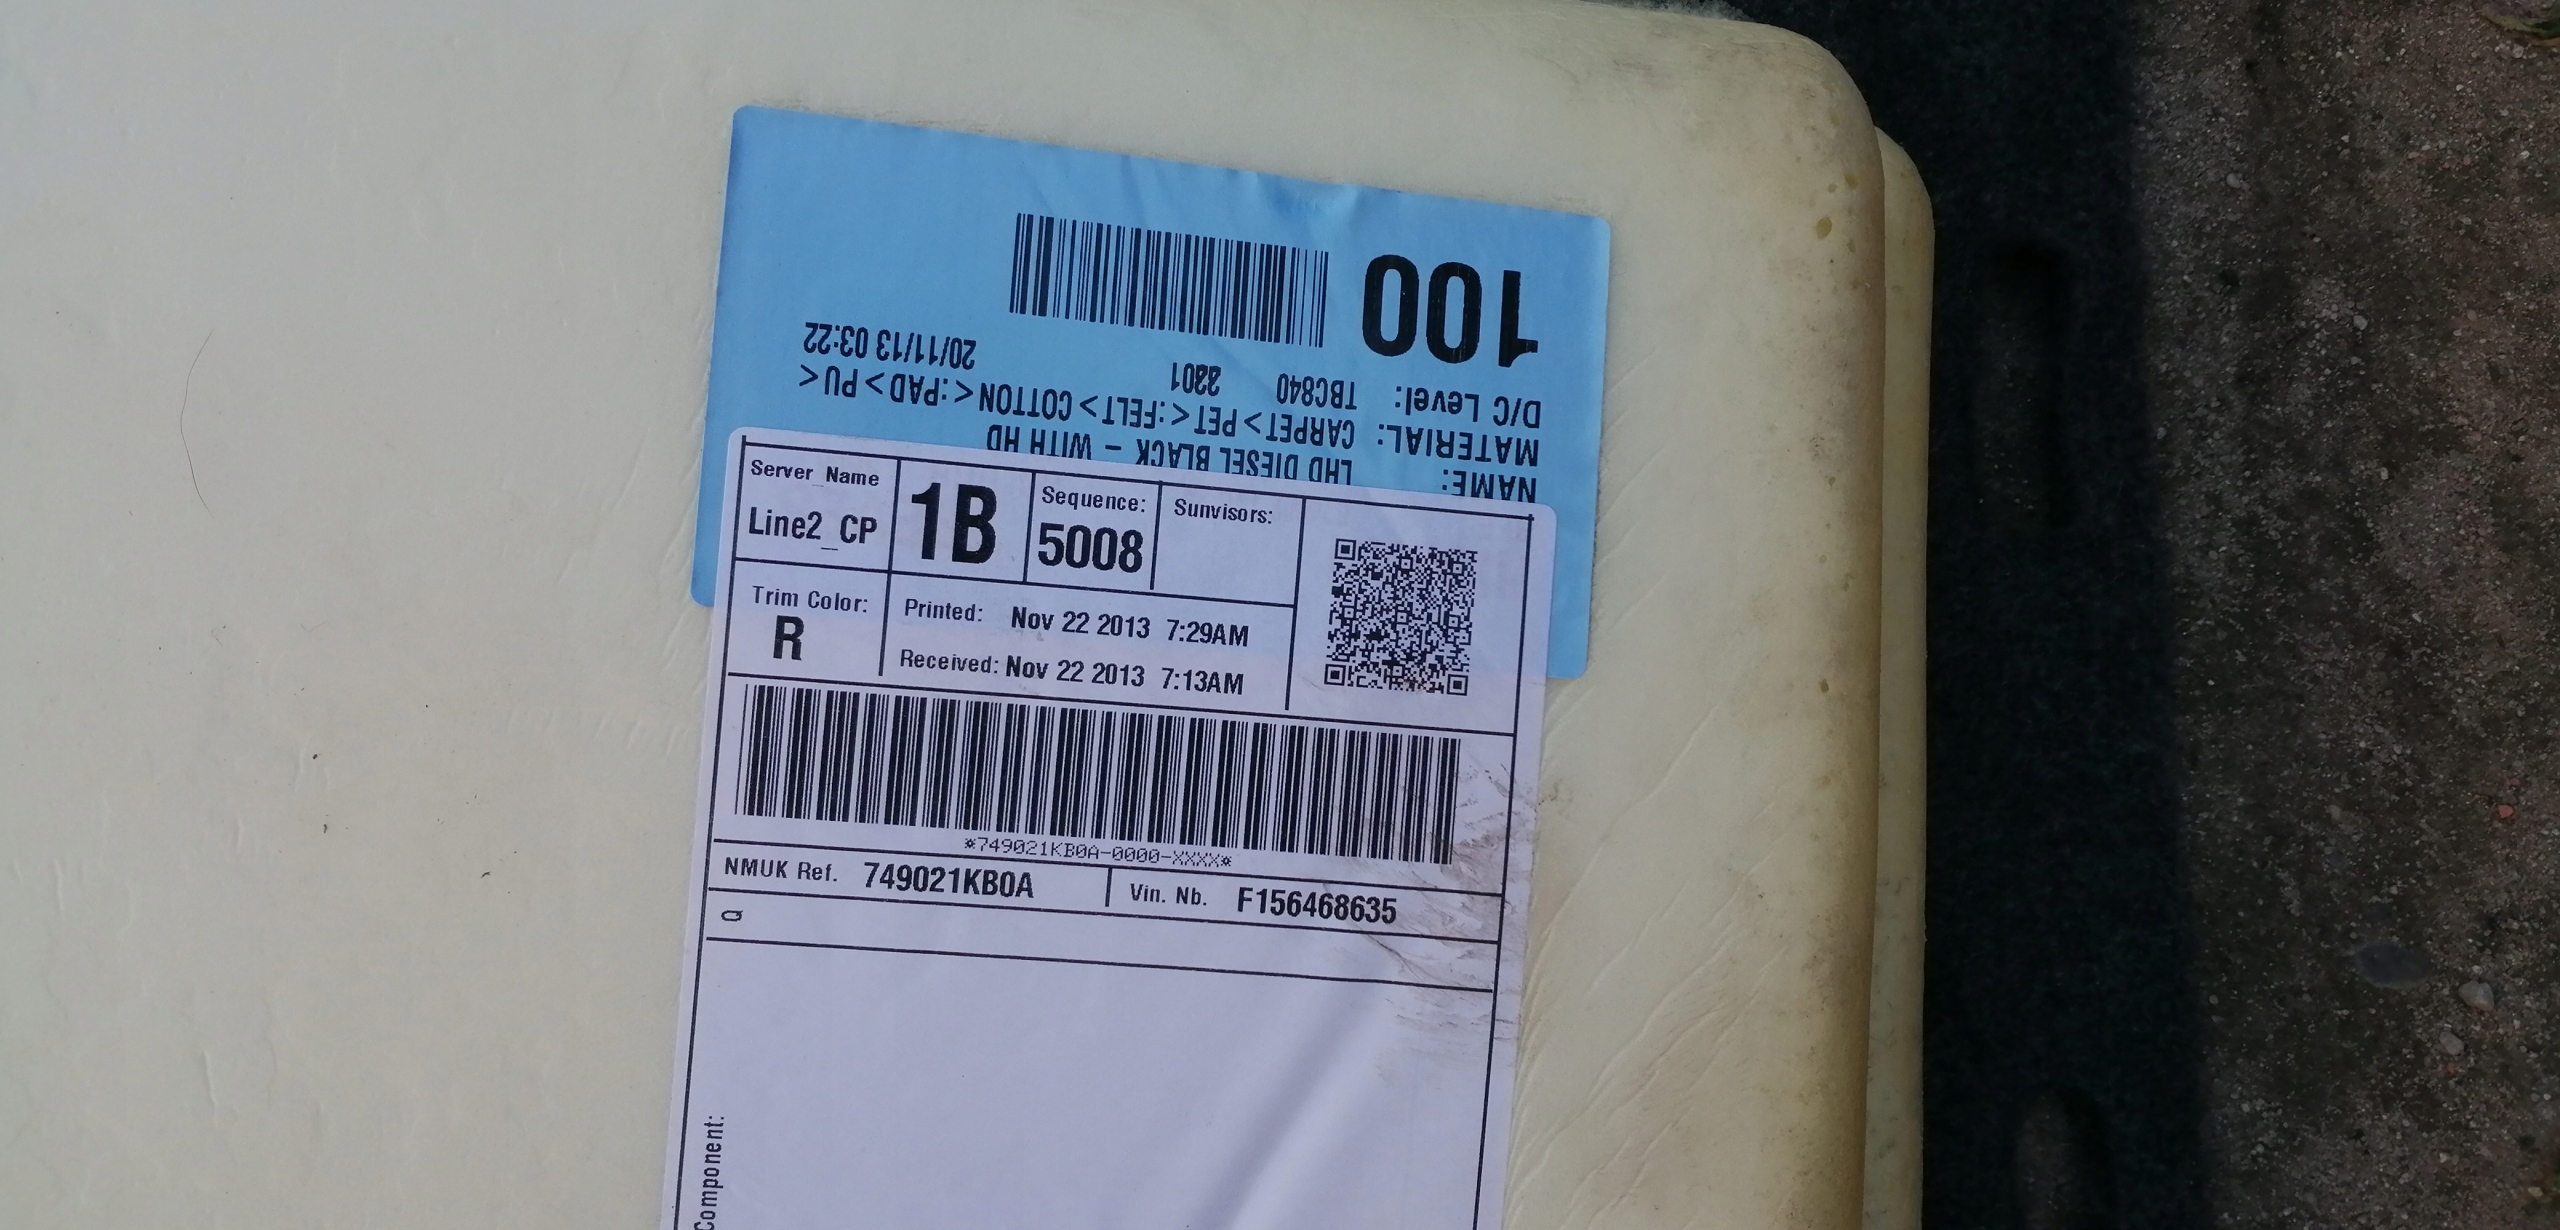 100
D/C Level: TBC840 20/11/13 03:22
MATERIAL: CARPET> PET <:FELT> COTTON <:PAD> PU<
NAME: LHD DIESEL BLACK - WITH HD
Server_Name
Line2_CP
1B
Sequence:
5008
Sunvisors:
Trim Color:
R
Printed: Nov 22 2013 7:29AM
Received: Nov 22 2013 7:13AM
*749021KB0A-0000-XXXX*
NMUK Ref. 749021KB0A Vin. Nb. F156468635
Q
Component: